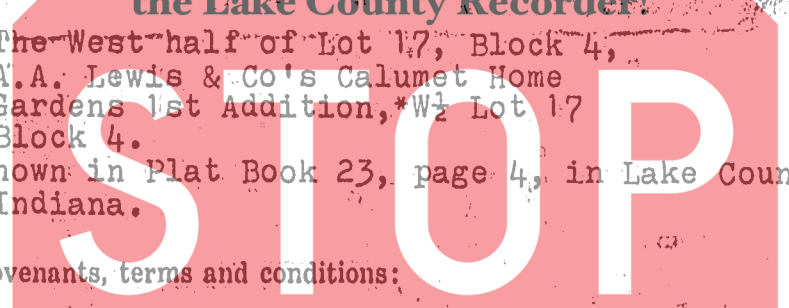 the Lake County Recorder!
The West half of Lot 17, Block 4,
A.A. Lewis & Co's Calumet Home
Gardens 1st Addition,*W½ Lot 17
Block 4.
hown in Plat Book 23, page 4, in Lake Coun
Indiana.
ovenants, terms and conditions:
STOP